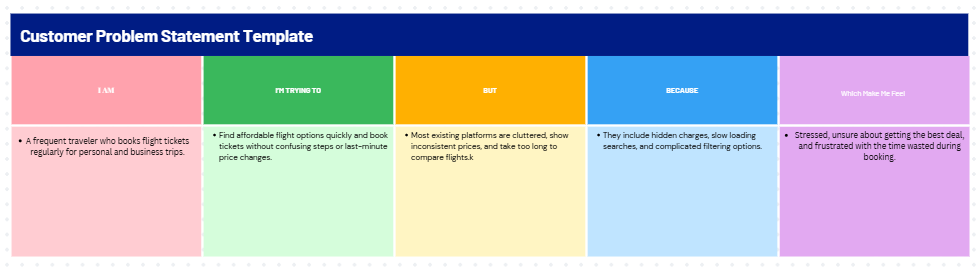 Customer Problem Statement Template
I AM
I'M TRYING TO
BUT
BECAUSE
Which Make Me Feel
• A frequent traveler who books flight tickets
regularly for personal and business trips.
• Find affordable flight options quickly and book
tickets without confusing steps or last-minute
price changes.
• Most existing platforms are cluttered, show
inconsistent prices, and take too long to
compare flights.k
• They include hidden charges, slow loading
searches, and complicated filtering options.
• Stressed, unsure about getting the best deal,
and frustrated with the time wasted during
booking.